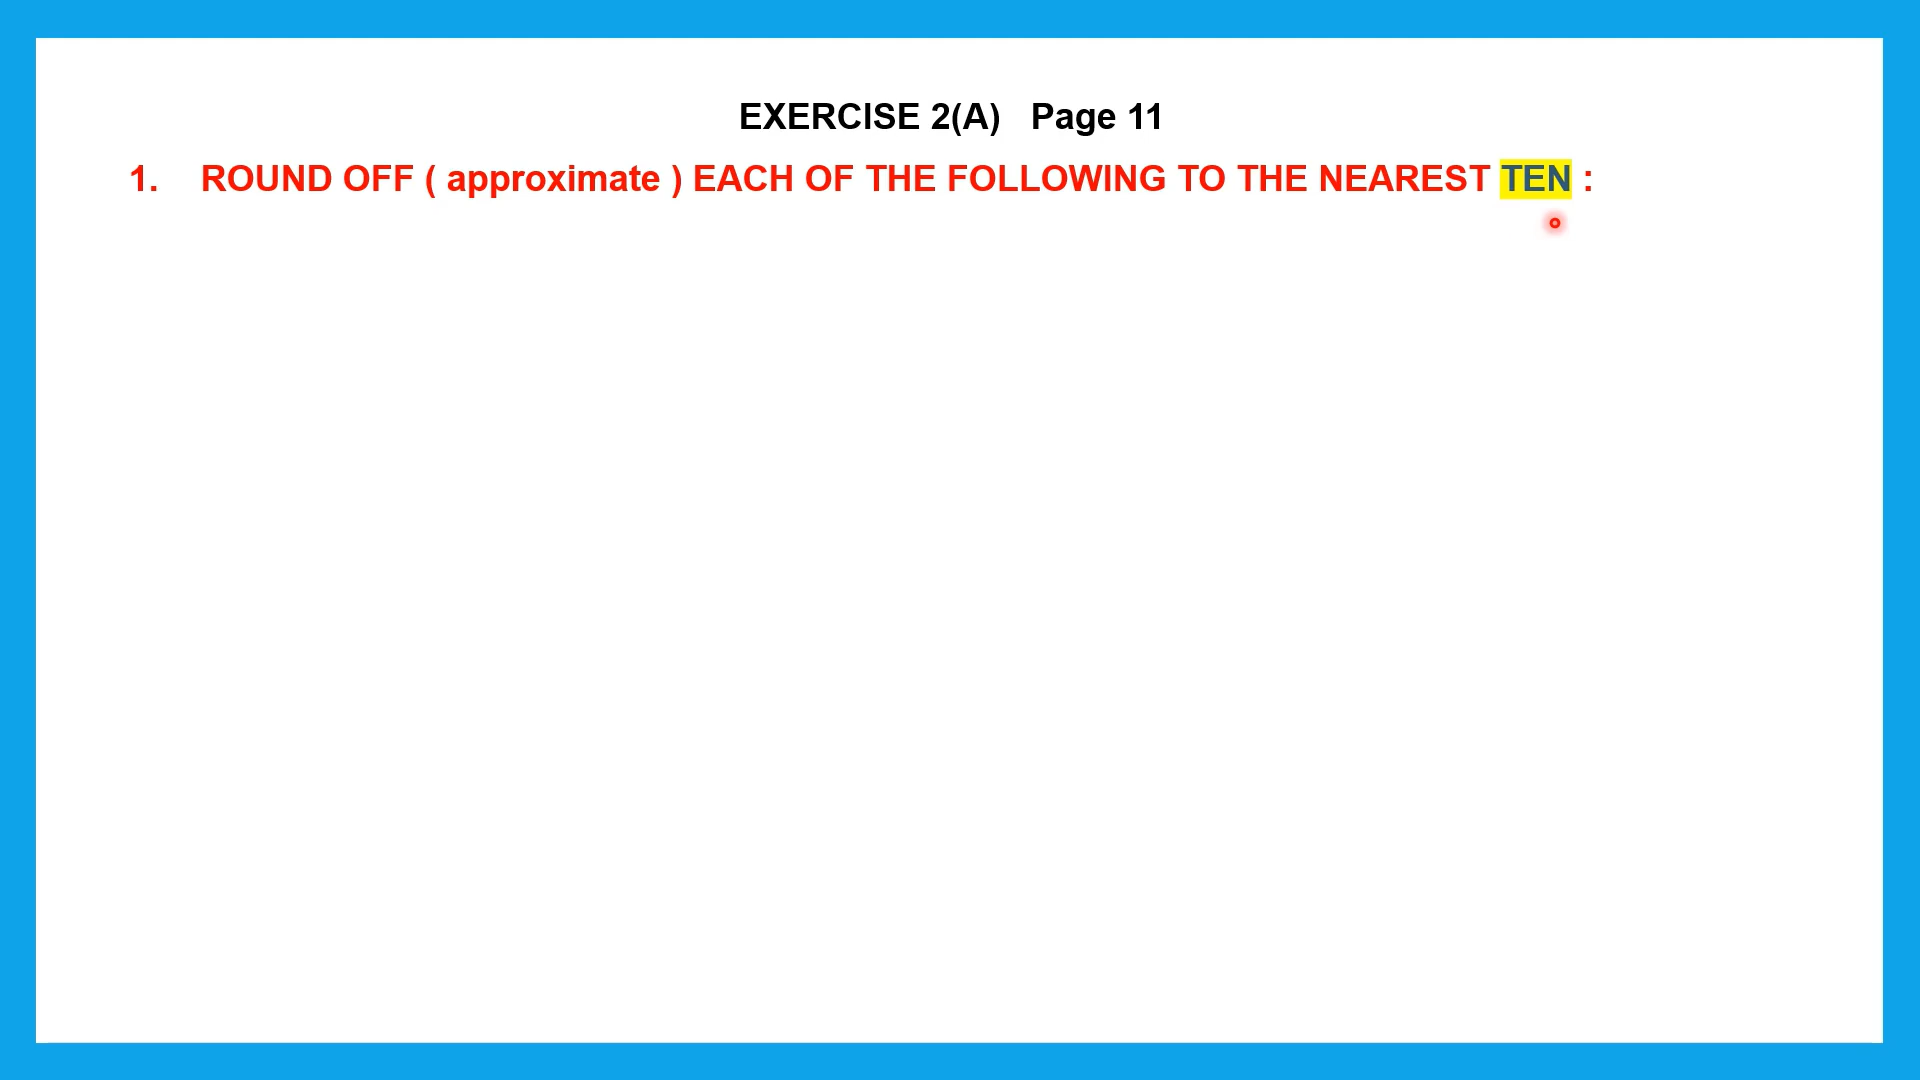 EXERCISE 2(A) Page 11
1. ROUND OFF ( approximate ) EACH OF THE FOLLOWING TO THE NEAREST TEN :